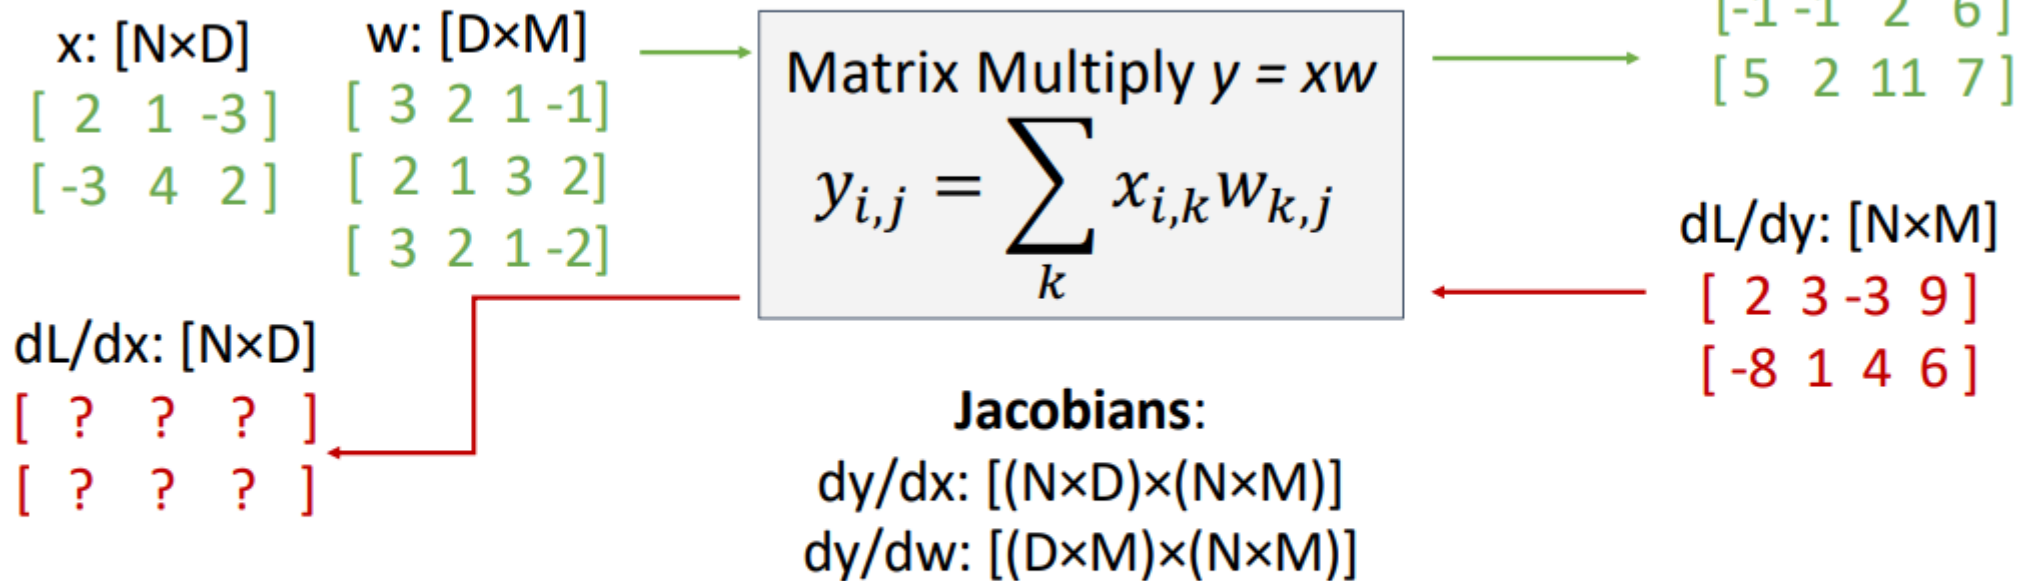 x: [N×D]
[ 2 1 -3 ]
[ -3 4 2 ]
w: [D×M]
[ 3 2 1 -1]
[ 2 1 3 2]
[ 3 2 1 -2]
Matrix Multiply y = xw
y_{i,j} = ∑_k x_{i,k} w_{k,j}
[-1 -1 2 6 ]
[ 5 2 11 7 ]
dL/dy: [N×M]
[ 2 3 -3 9 ]
[ -8 1 4 6 ]
dL/dx: [N×D]
[ ? ? ? ]
[ ? ? ? ]
Jacobians:
dy/dx: [(N×D)×(N×M)]
dy/dw: [(D×M)×(N×M)]